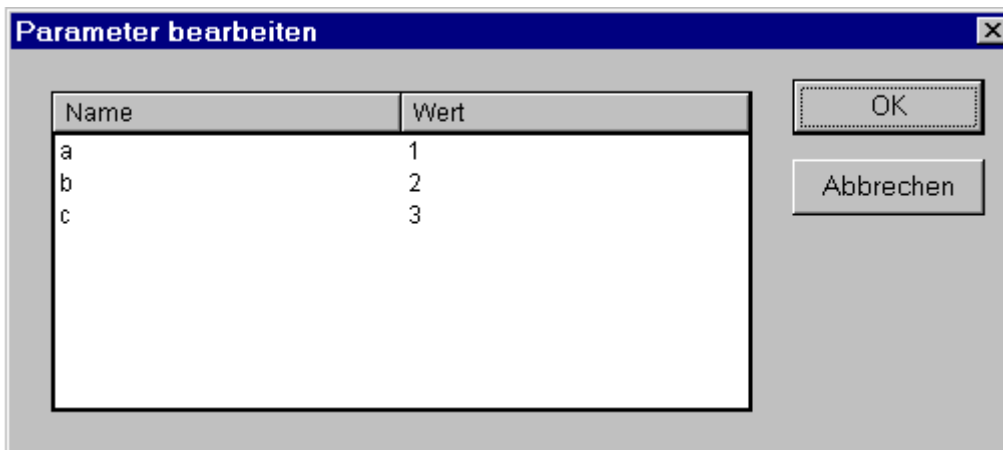 Parameter bearbeiten
Name Wert
a 1
b 2
c 3
OK
Abbrechen